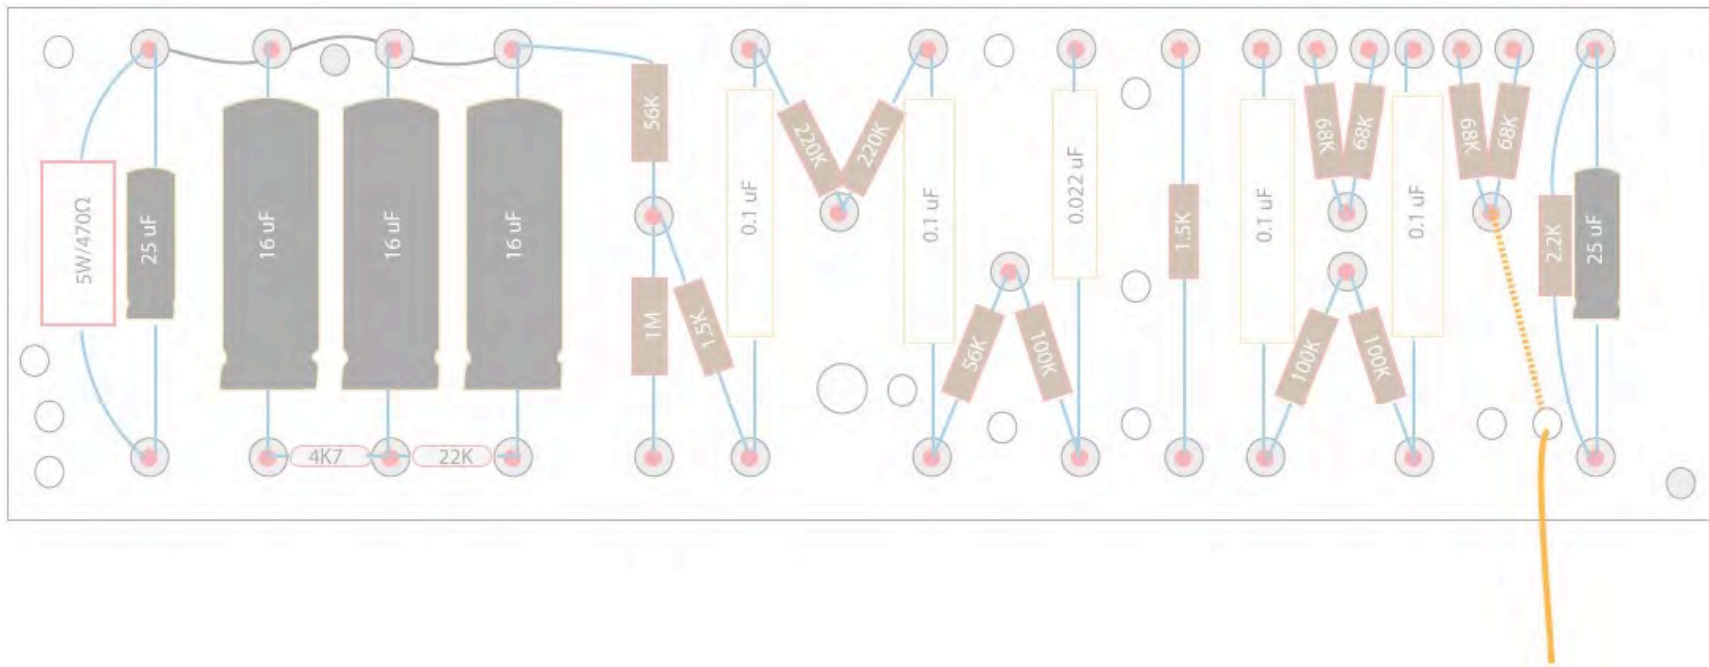 5W/470Ω
25 uF
16 uF
16 uF
16 uF
4K7
22K
56K
1M
1.5K
0.1 uF
220K
220K
0.1 uF
56K
100K
0.022 uF
1.5K
0.1 uF
68K
68K
100K
100K
0.1 uF
68K
68K
2.2K
25 uF